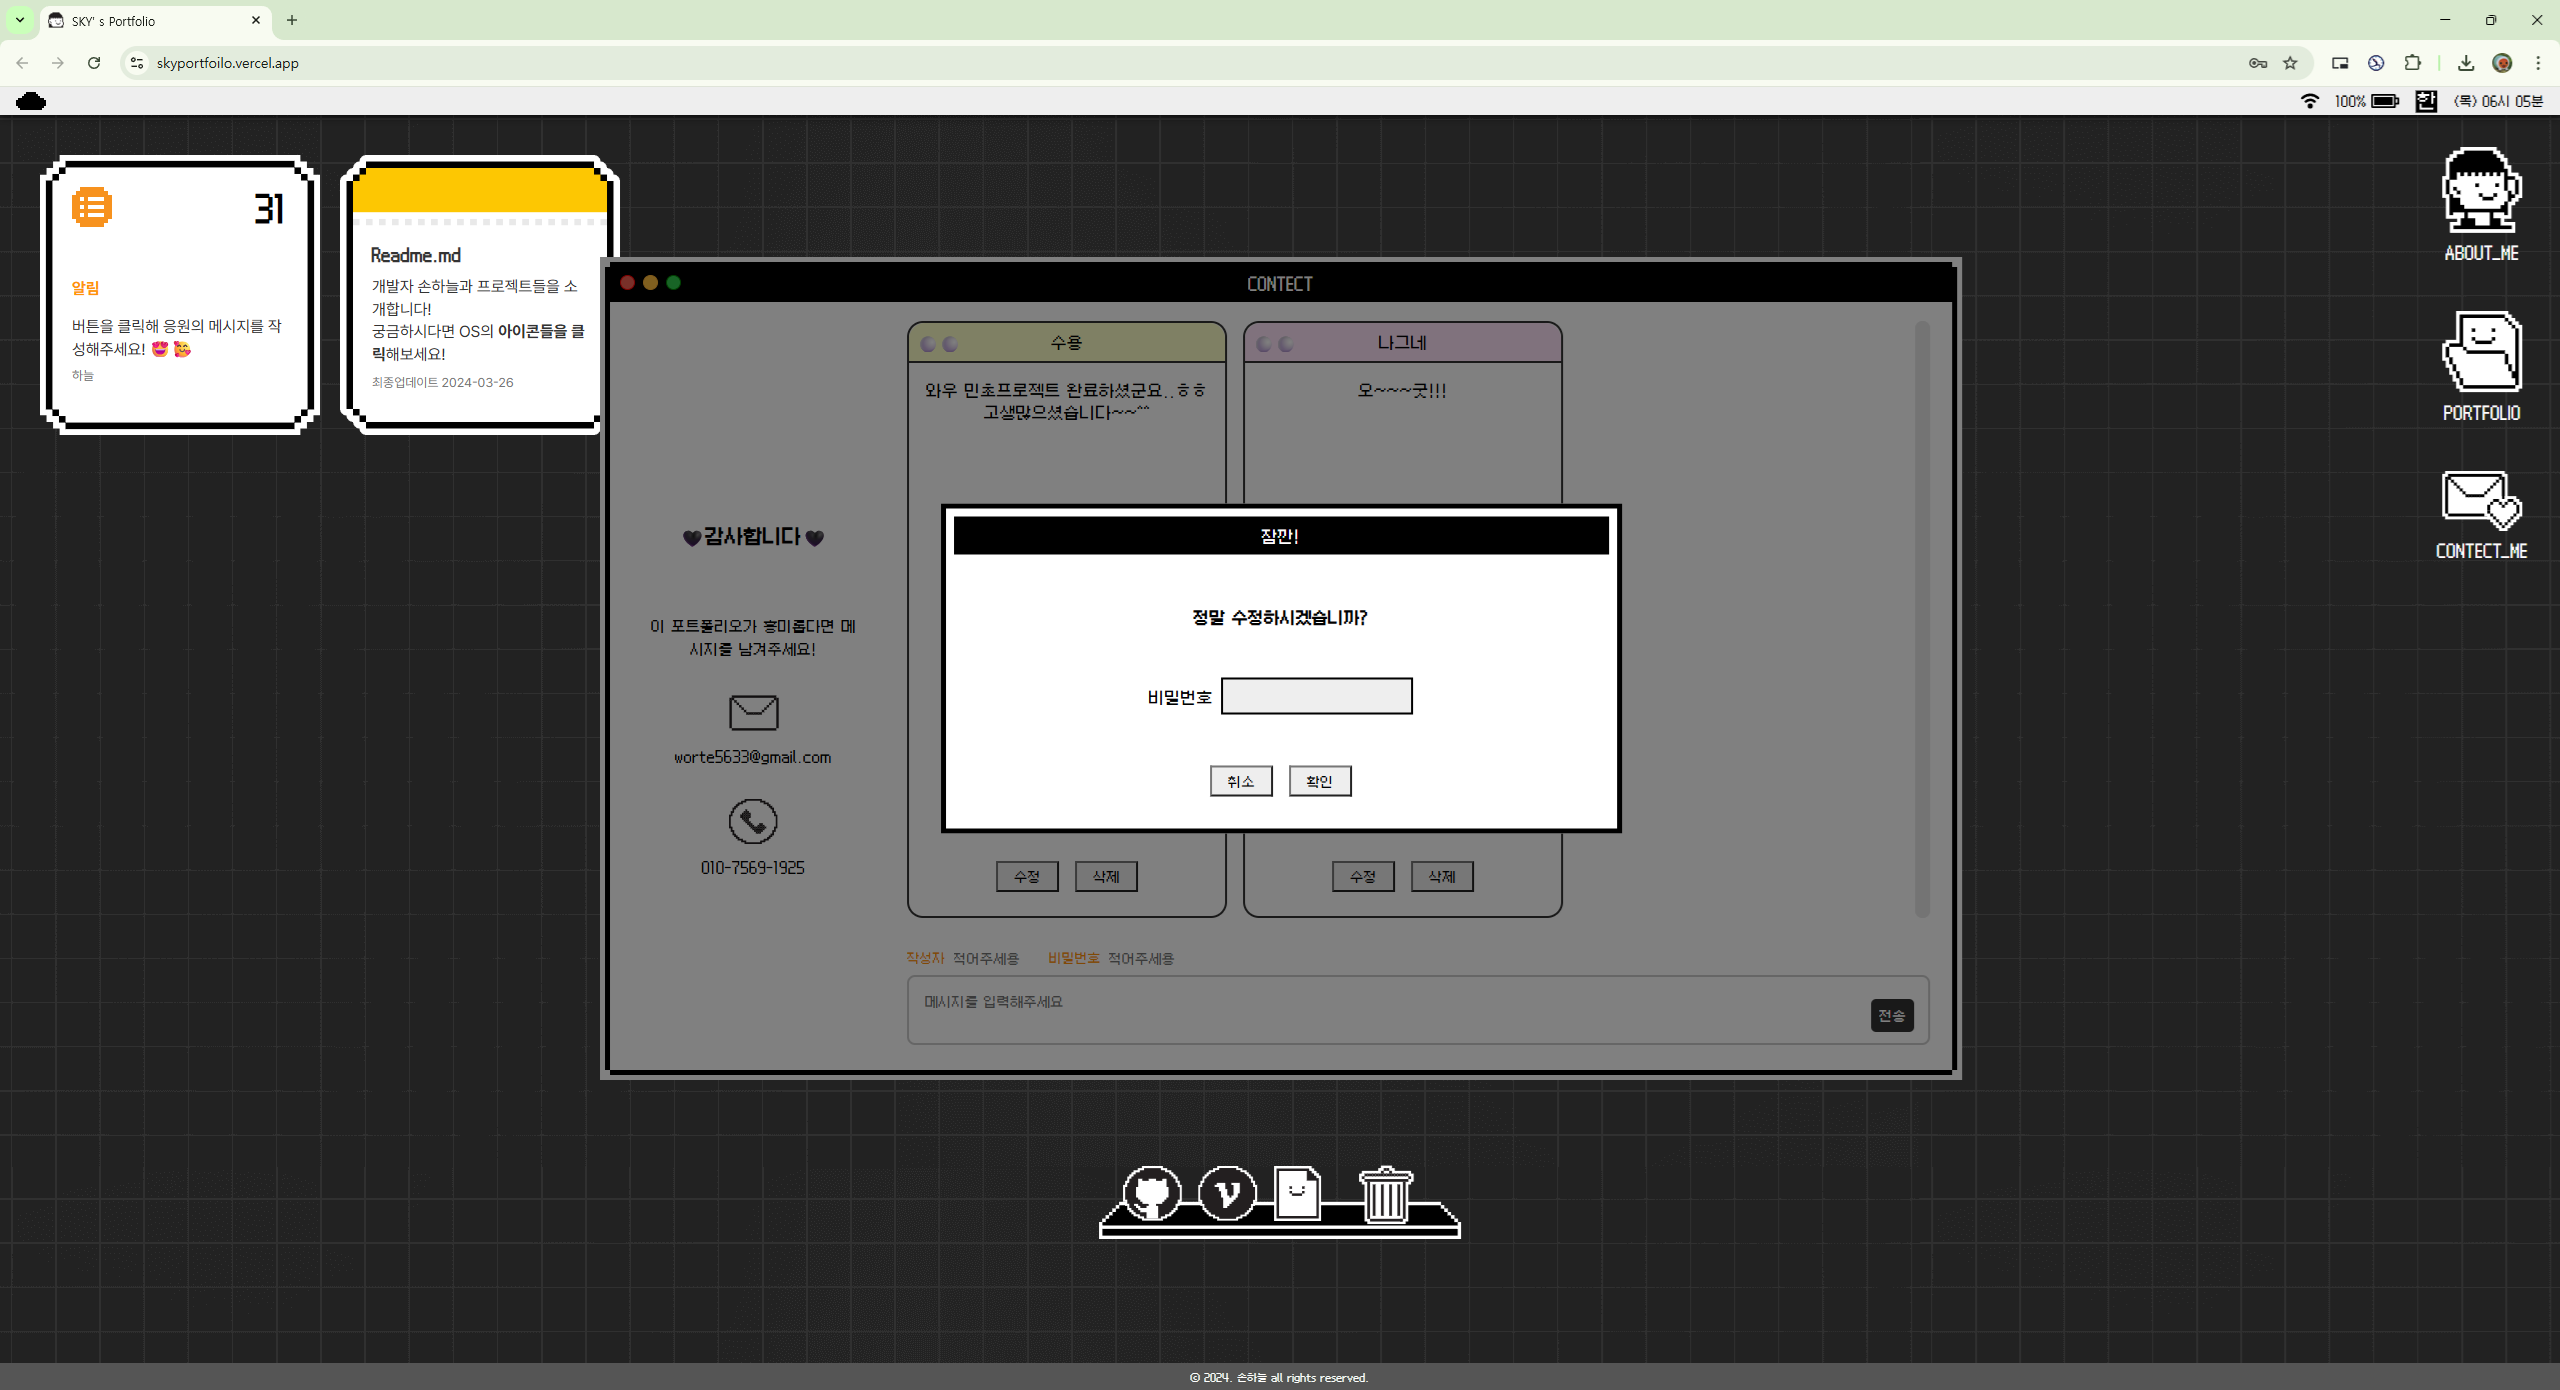 SKY' s Portfolio
skyportfoilo.vercel.app
100% 한 (목) 06시 05분
31
알림
버튼을 클릭해 응원의 메시지를 작
성해주세요! 😍 🥰
하늘
Readme.md
개발자 손하늘과 프로젝트들을 소
개합니다!
궁금하시다면 OS의 아이콘들을 클
릭해보세요!
최종업데이트 2024-03-26
ABOUT_ME
PORTFOLIO
CONTECT_ME
CONTECT
🖤감사합니다🖤
이 포트폴리오가 흥미롭다면 메
시지를 남겨주세요!
worte5633@gmail.com
010-7569-1925
수용
와우 민초프로젝트 완료하셨군요..ㅎㅎ
고생많으셨습니다~~^^
수정 삭제
나그네
오~~~굿!!!
수정 삭제
잠깐!
정말 수정하시겠습니까?
비밀번호
취소 확인
작성자 적어주세용 비밀번호 적어주세용
메시지를 입력해주세요
전송
© 2024. 손하늘 all rights reserved.